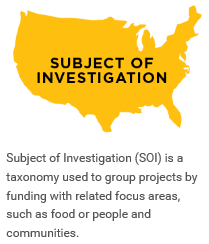 SUBJECT OF
INVESTIGATION
Subject of Investigation (SOI) is a
taxonomy used to group projects by
funding with related focus areas,
such as food or people and
communities.